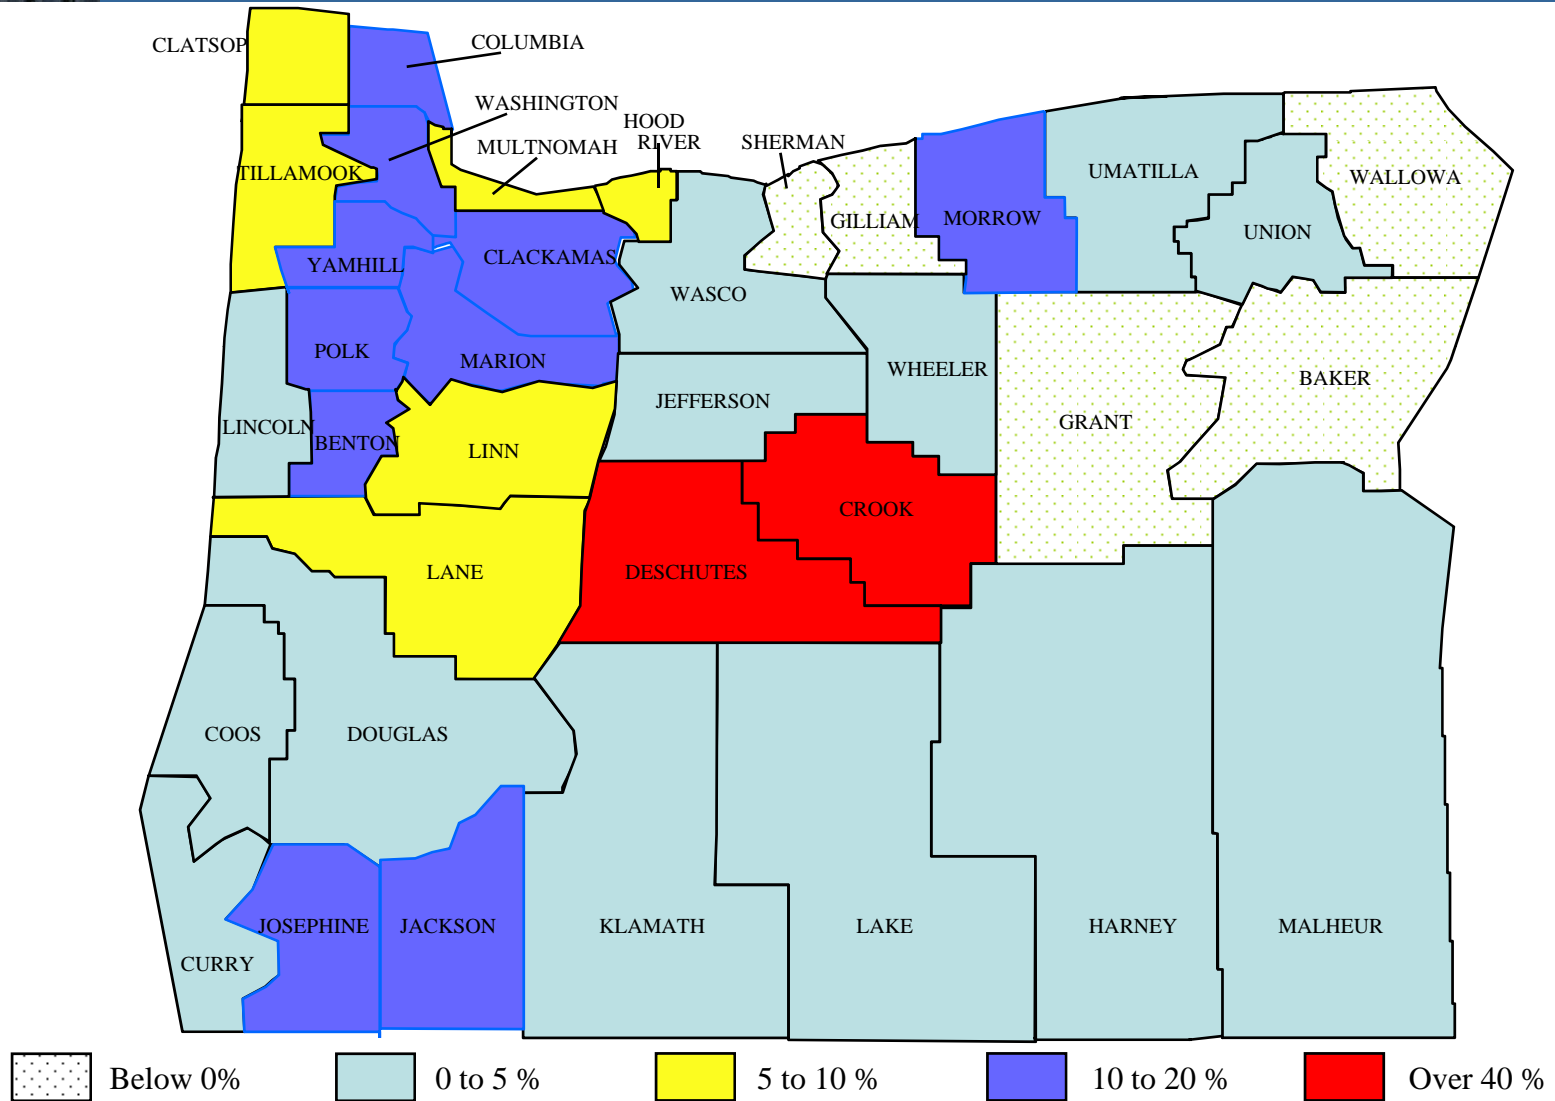 CLATSOP
COLUMBIA
WASHINGTON
HOOD
RIVER
MULTNOMAH
SHERMAN
TILLAMOOK
GILLIAM
MORROW
UMATILLA
WALLOWA
UNION
YAMHILL
CLACKAMAS
WASCO
POLK
MARION
WHEELER
BAKER
JEFFERSON
GRANT
LINCOLN
BENTON
LINN
CROOK
LANE
DESCHUTES
COOS
DOUGLAS
JOSEPHINE
JACKSON
KLAMATH
LAKE
HARNEY
MALHEUR
CURRY
Below 0%
0 to 5 %
5 to 10 %
10 to 20 %
Over 40 %